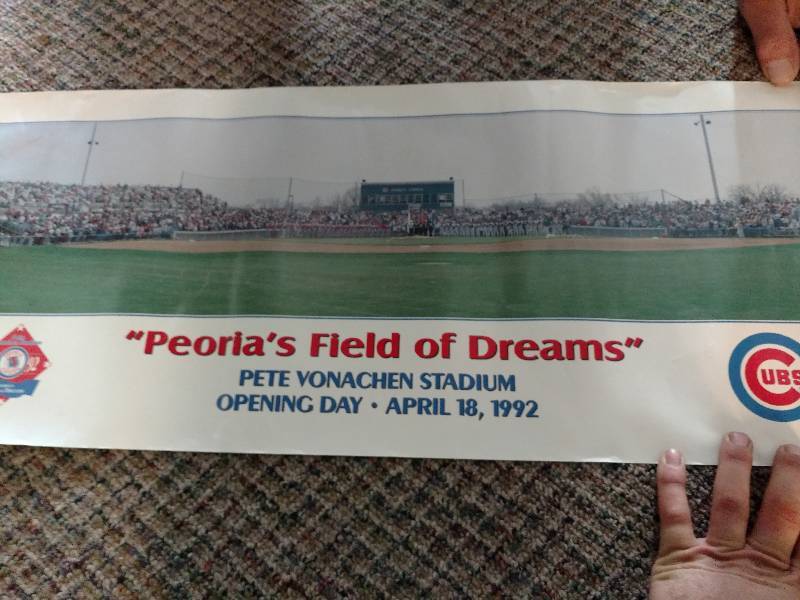 "Peoria's Field of Dreams"
PETE VONACHEN STADIUM
OPENING DAY • APRIL 18, 1992
CUBS